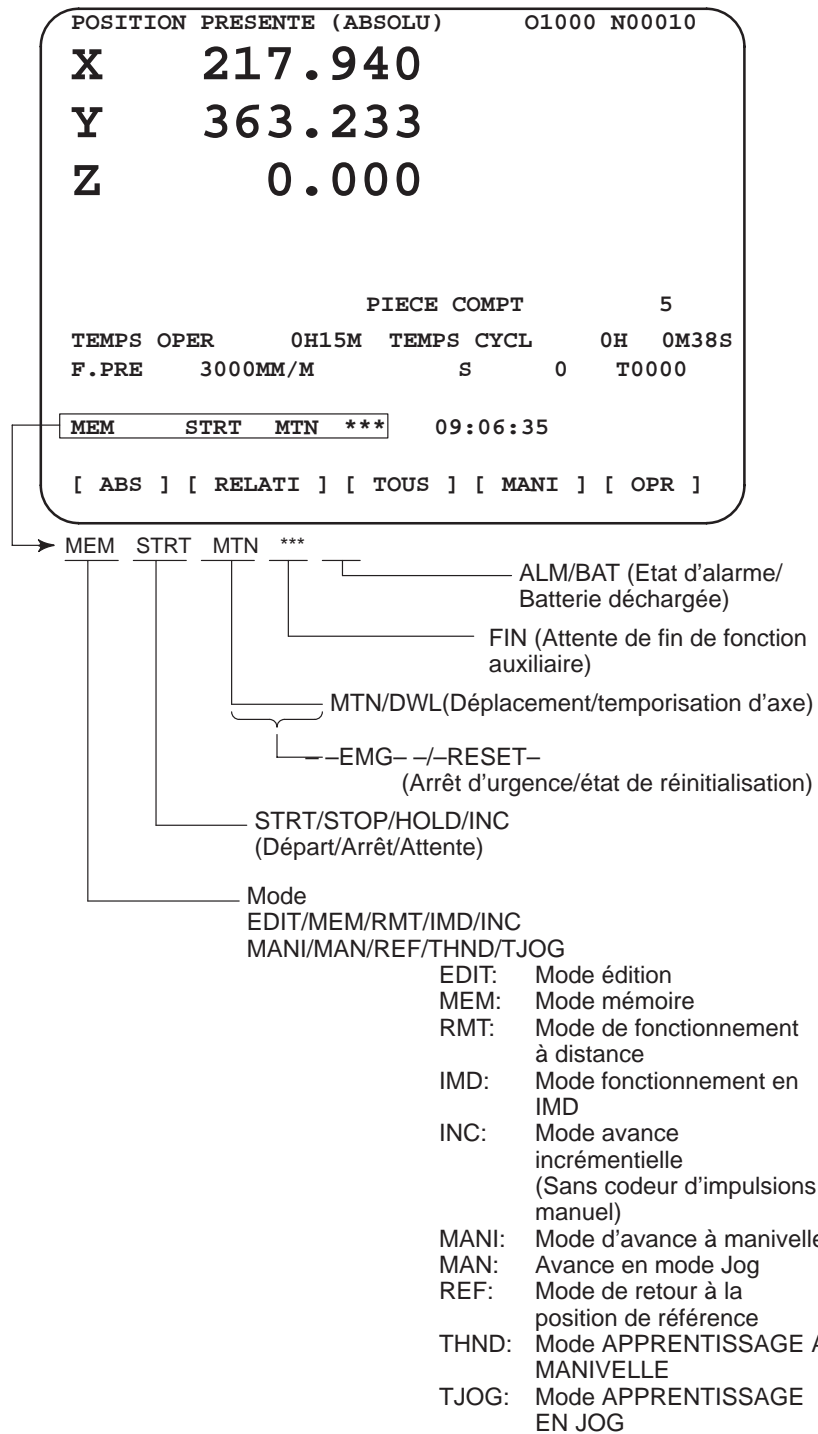 POSITION PRESENTE (ABSOLU) O1000 N00010
X 217.940
Y 363.233
Z 0.000
PIECE COMPT 5
TEMPS OPER 0H15M TEMPS CYCL 0H 0M38S
F.PRE 3000MM/M S 0 T0000
MEM STRT MTN *** 09:06:35
[ ABS ] [ RELATI ] [ TOUS ] [ MANI ] [ OPR ]
MEM STRT MTN ***
ALM/BAT (Etat d’alarme/
Batterie déchargée)
FIN (Attente de fin de fonction
auxiliaire)
MTN/DWL(Déplacement/temporisation d’axe)
– –EMG– –/–RESET–
(Arrêt d’urgence/état de réinitialisation)
STRT/STOP/HOLD/INC
(Départ/Arrêt/Attente)
Mode
EDIT/MEM/RMT/IMD/INC
MANI/MAN/REF/THND/TJOG
EDIT: Mode édition
MEM: Mode mémoire
RMT: Mode de fonctionnement
à distance
IMD: Mode fonctionnement en
IMD
INC: Mode avance
incrémentielle
(Sans codeur d’impulsions
manuel)
MANI: Mode d’avance à manivelle
MAN: Avance en mode Jog
REF: Mode de retour à la
position de référence
THND: Mode APPRENTISSAGE A
MANIVELLE
TJOG: Mode APPRENTISSAGE
EN JOG